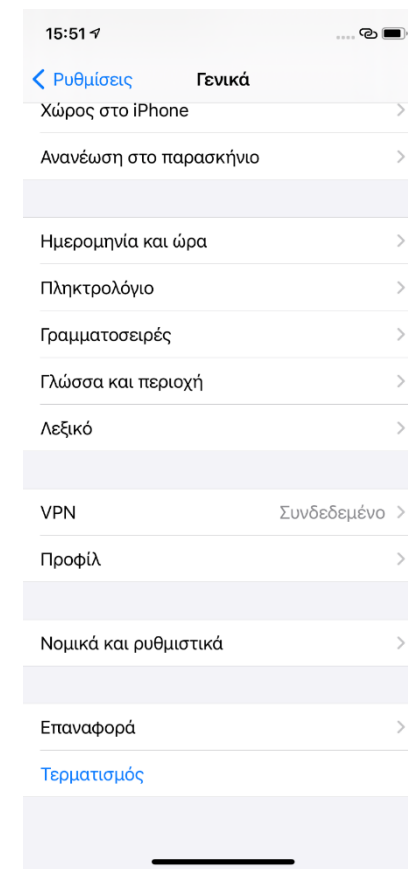 15:51
Ρυθμίσεις Γενικά
Χώρος στο iPhone
Ανανέωση στο παρασκήνιο
Ημερομηνία και ώρα
Πληκτρολόγιο
Γραμματοσειρές
Γλώσσα και περιοχή
Λεξικό
VPN Συνδεδεμένο
Προφίλ
Νομικά και ρυθμιστικά
Επαναφορά
Τερματισμός